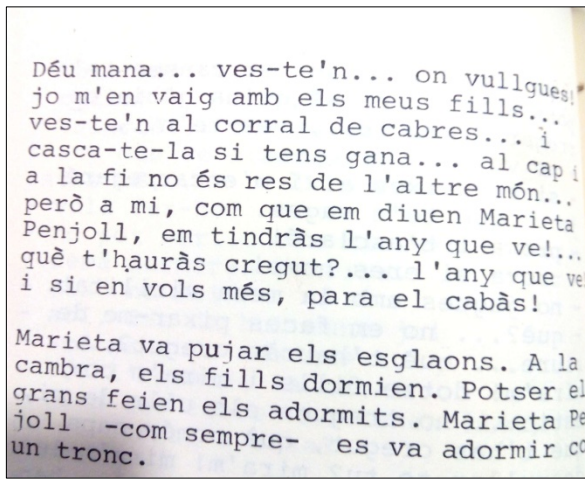 Déu mana... ves-te'n... on vullgues!
jo m'en vaig amb els meus fills...
ves-te'n al corral de cabres... i
casca-te-la si tens gana... al cap i
a la fi no és res de l'altre món...
però a mi, com que em diuen Marieta
Penjoll, em tindràs l'any que ve!...
què t'hauràs cregut?... l'any que ve!
i si en vols més, para el cabàs!
Marieta va pujar els esglaons. A la
cambra, els fills dormien. Potser el
grans feien els adormits. Marieta Pe
joll -com sempre- es va adormir co
un tronc.